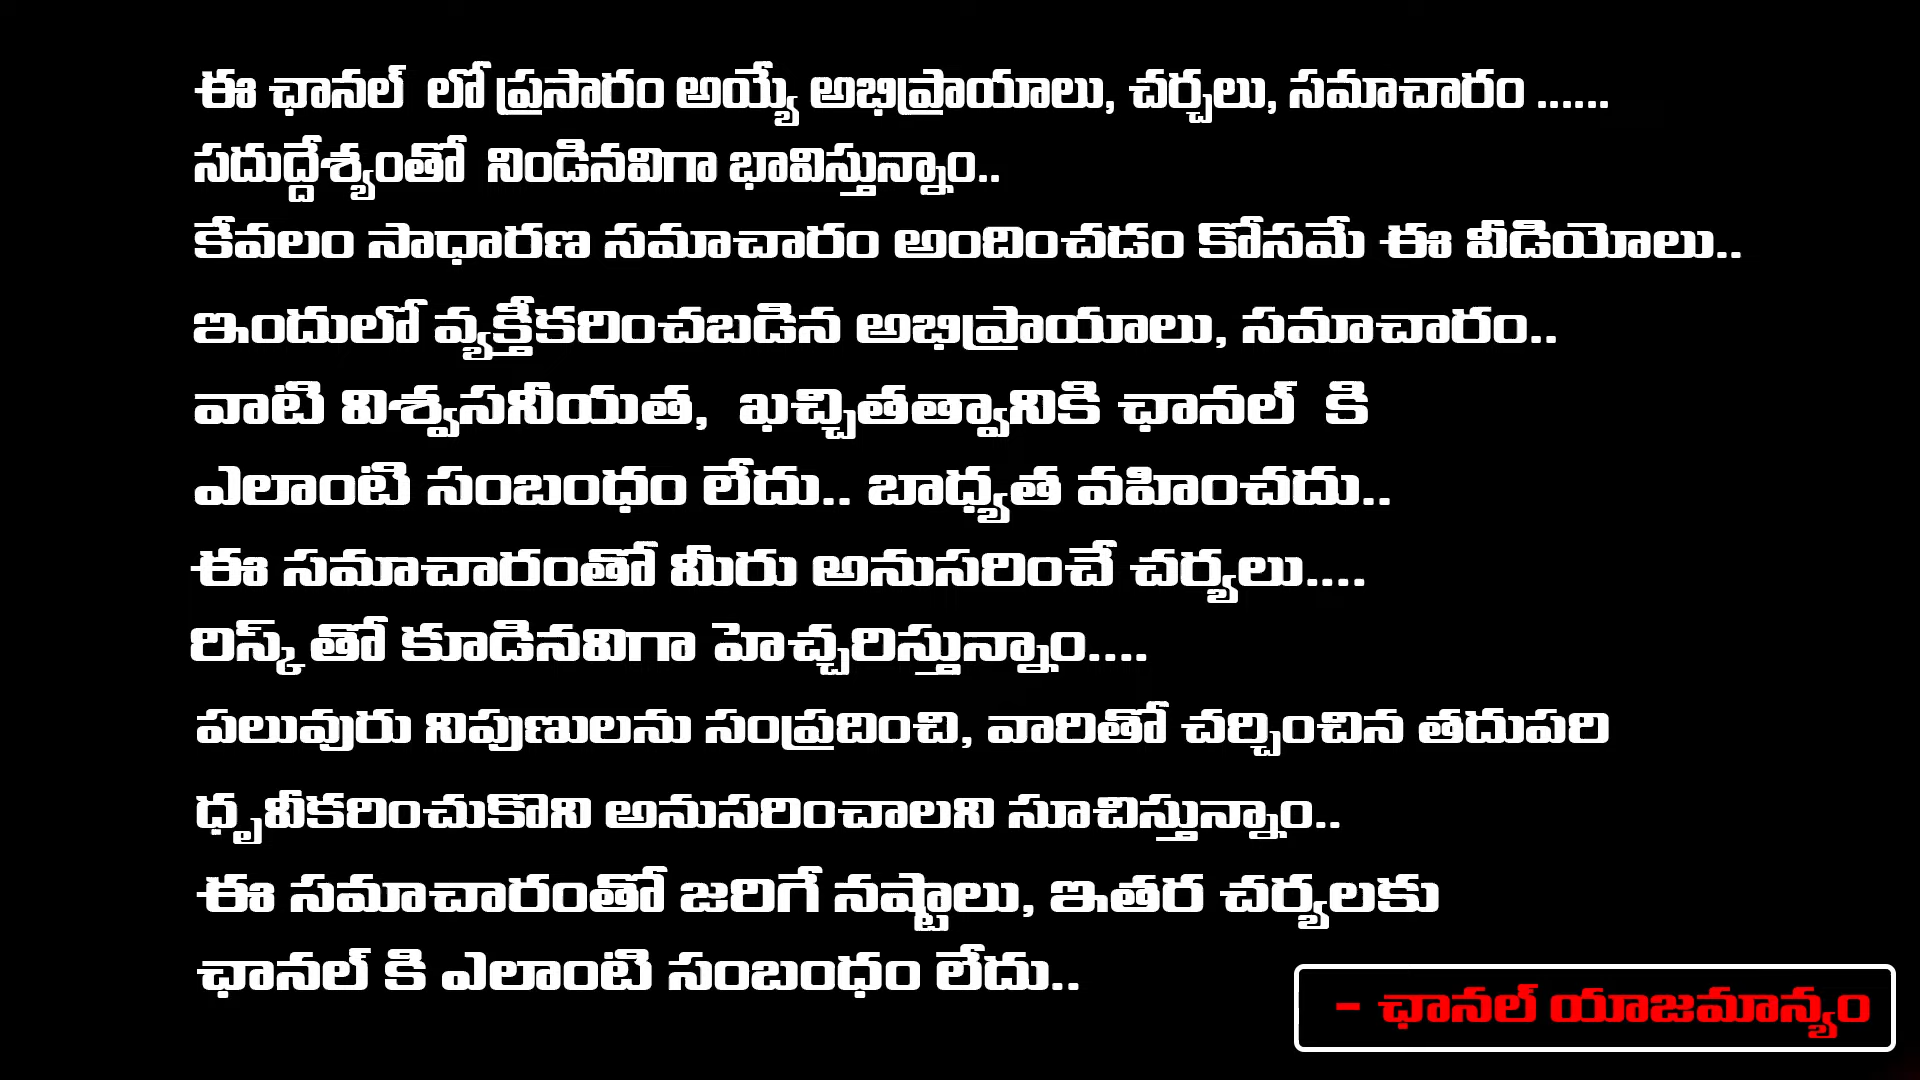 ఈ ఛానల్ లో ప్రసారం అయ్యే అభిప్రాయాలు, చర్చలు, సమాచారం ......
సదుద్దేశ్యంతో నిండినవిగా భావిస్తున్నాం..
కేవలం సాధారణ సమాచారం అందించడం కోసమే ఈ వీడియోలు..
ఇందులో వ్యక్తీకరించబడిన అభిప్రాయాలు, సమాచారం..
వాటి విశ్వసనీయత, ఖచ్చితత్వానికి ఛానల్ కి
ఎలాంటి సంబంధం లేదు.. బాధ్యత వహించదు..
ఈ సమాచారంతో మీరు అనుసరించే చర్యలు....
రిస్క్ తో కూడినవిగా హెచ్చరిస్తున్నాం....
పలువురు నిపుణులను సంప్రదించి, వారితో చర్చించిన తదుపరి
ధృవీకరించుకొని అనుసరించాలని సూచిస్తున్నాం..
ఈ సమాచారంతో జరిగే నష్టాలు, ఇతర చర్యలకు
ఛానల్ కి ఎలాంటి సంబంధం లేదు..
- ఛానల్ యాజమాన్యం